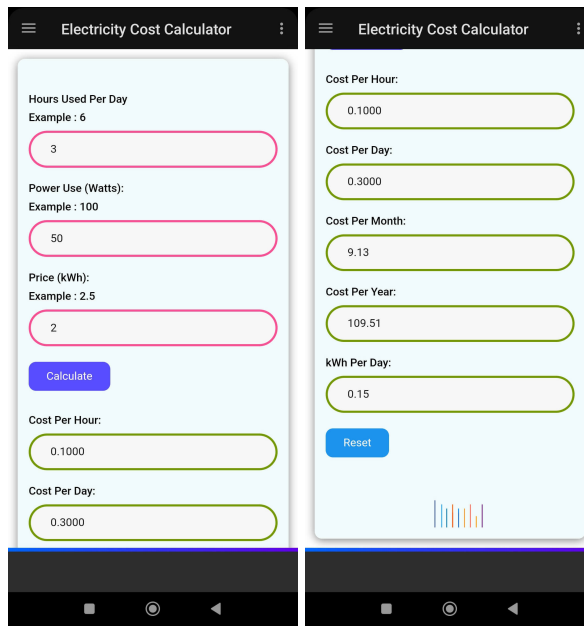 Electricity Cost Calculator
Hours Used Per Day
Example : 6
3
Power Use (Watts):
Example : 100
50
Price (kWh):
Example : 2.5
2
Calculate
Cost Per Hour:
0.1000
Cost Per Day:
0.3000
Electricity Cost Calculator
Cost Per Hour:
0.1000
Cost Per Day:
0.3000
Cost Per Month:
9.13
Cost Per Year:
109.51
kWh Per Day:
0.15
Reset